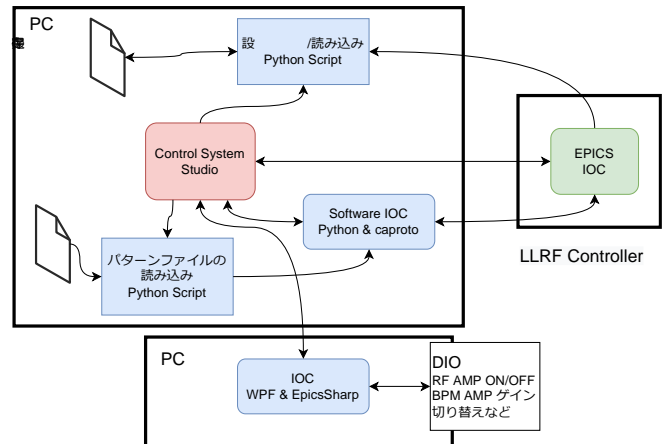 PC
設 /読み込み
Python Script
Control System
Studio
EPICS
IOC
Software IOC
Python & caproto
LLRF Controller
パターンファイルの
読み込み
Python Script
PC
IOC
WPF & EpicsSharp
DIO
RF AMP ON/OFF
BPM AMP ゲイン
切り替えなど